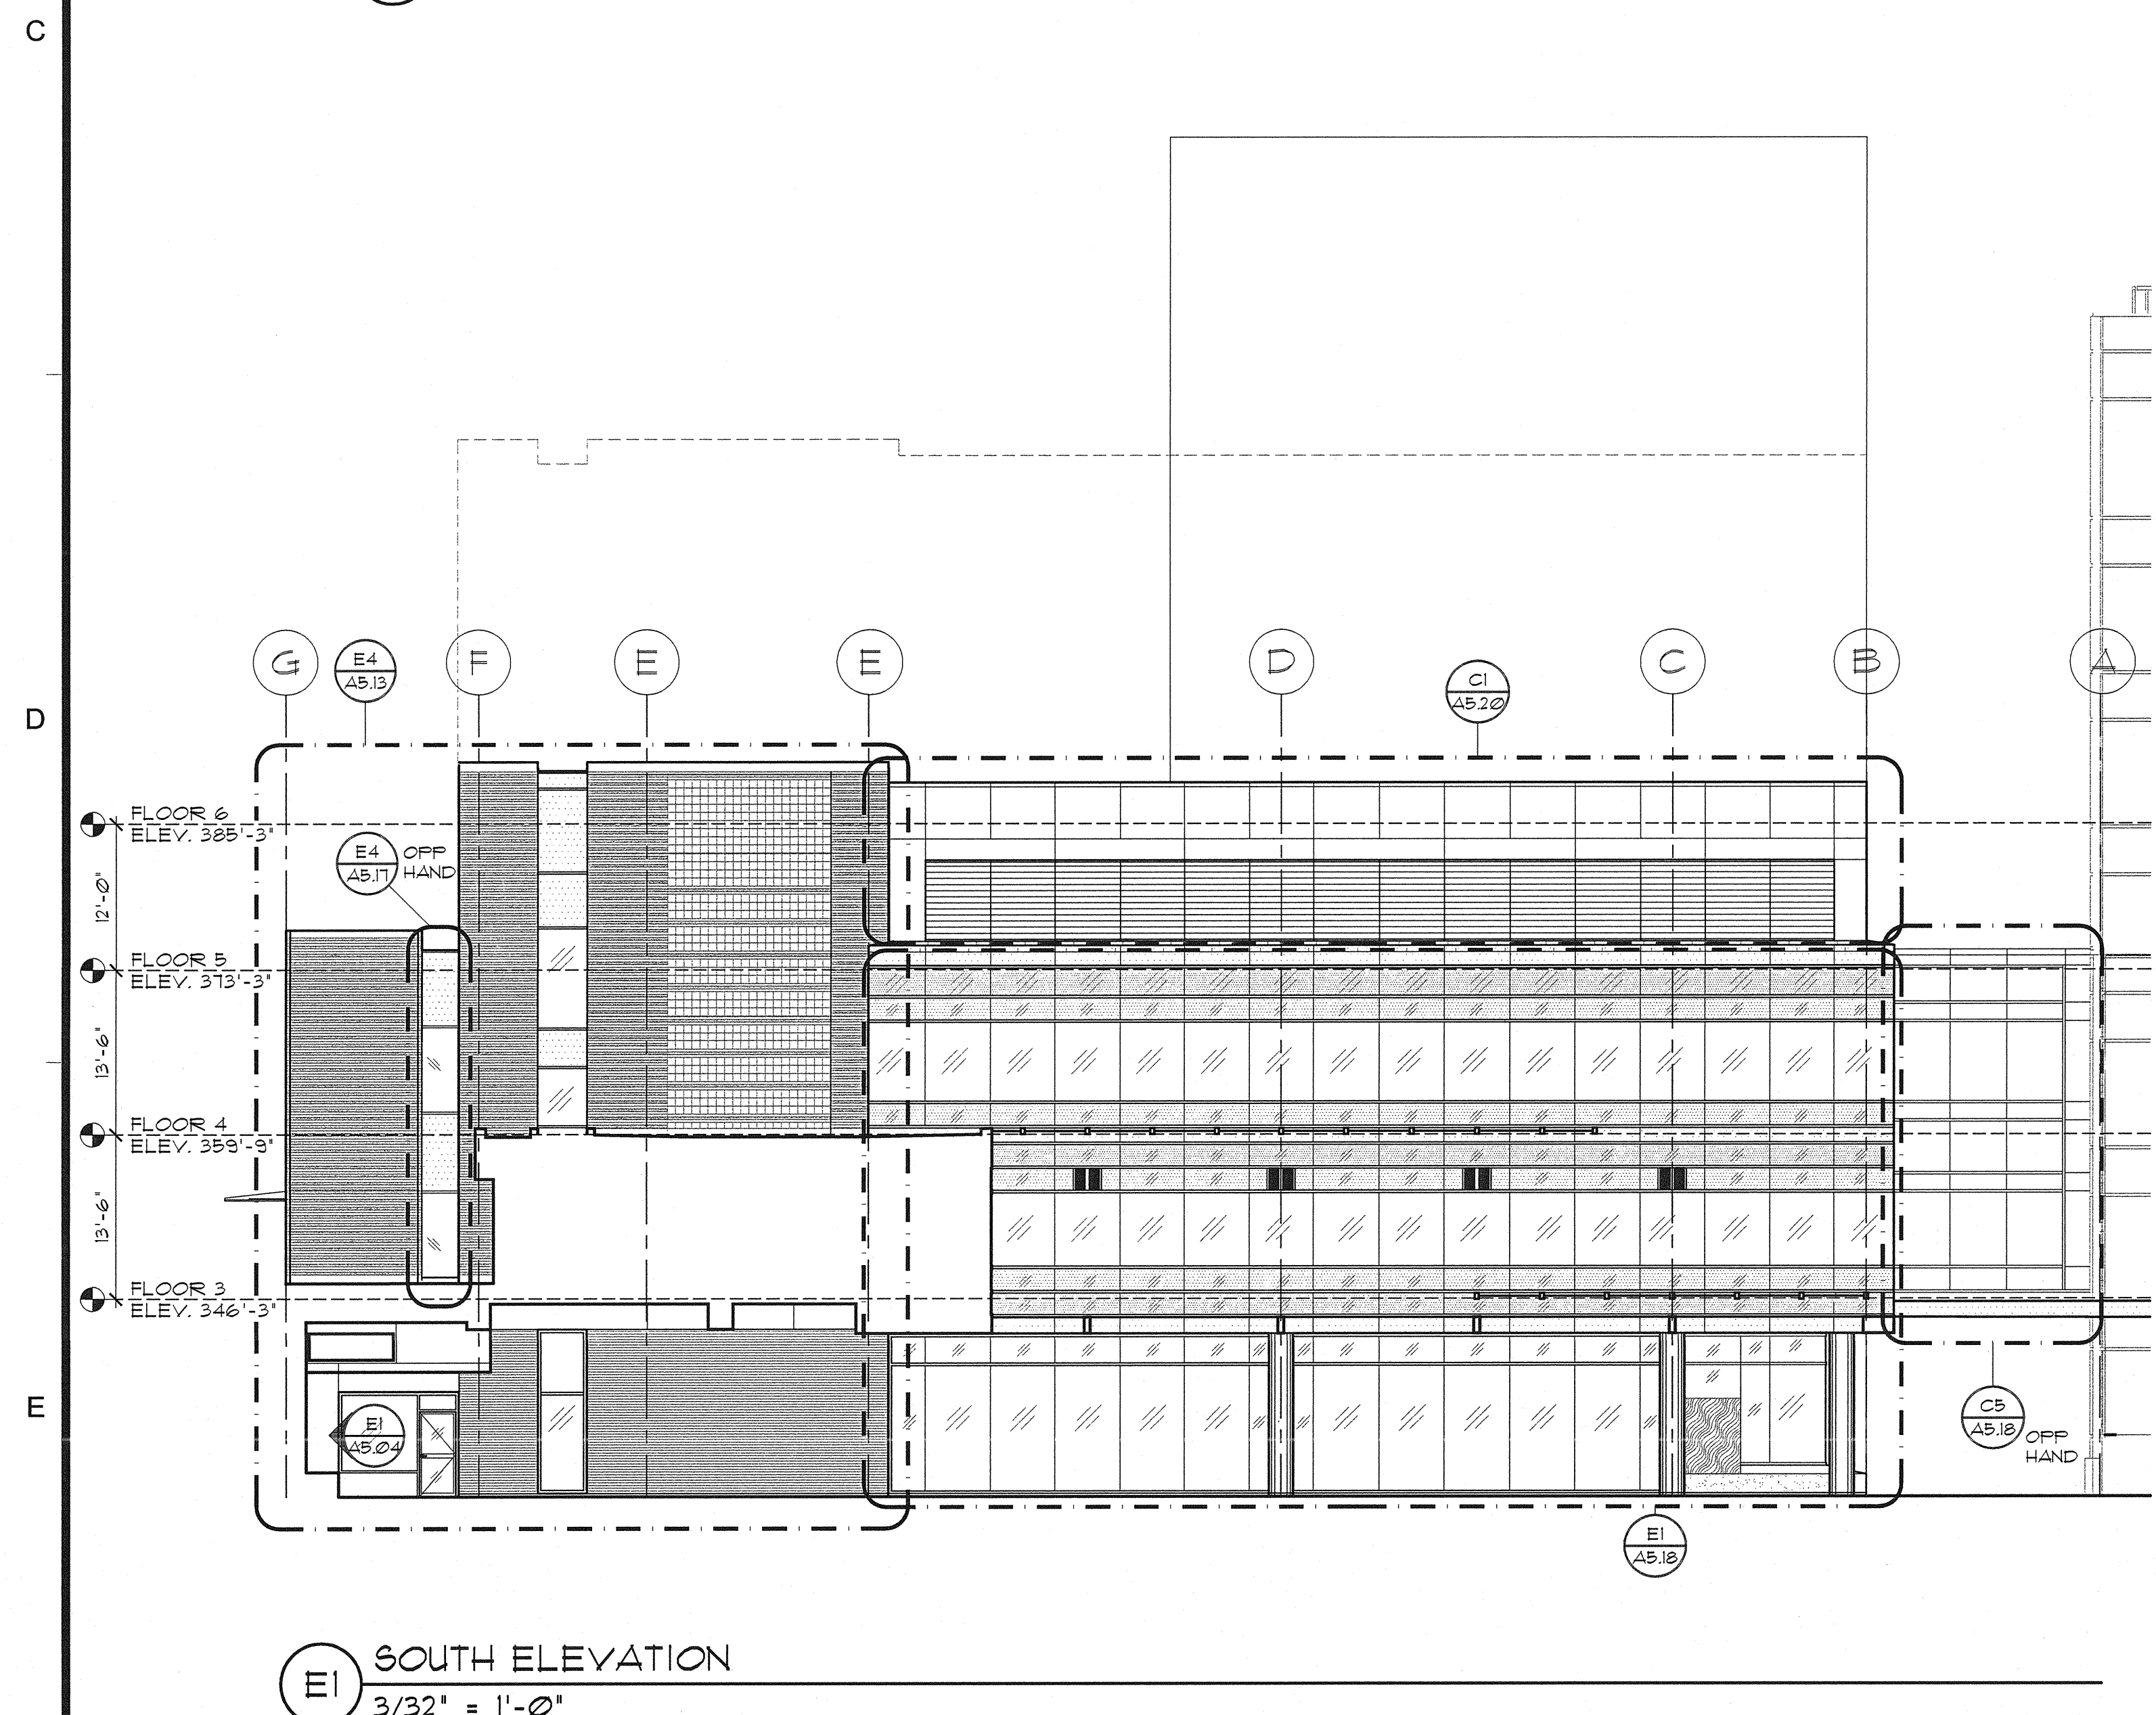 C
G
E4
A5.13
F
E
E
D
C1
A5.20
C
B
A
D
FLOOR 6
ELEV. 385'-3"
E4
A5.17
OPP
HAND
12'-0"
FLOOR 5
ELEV. 373'-3"
13'-6"
FLOOR 4
ELEV. 359'-9"
13'-6"
FLOOR 3
ELEV. 346'-3"
E
E1
A5.04
C5
A5.18
OPP
HAND
E1
A5.18
E1
SOUTH ELEVATION
3/32" = 1'-0"